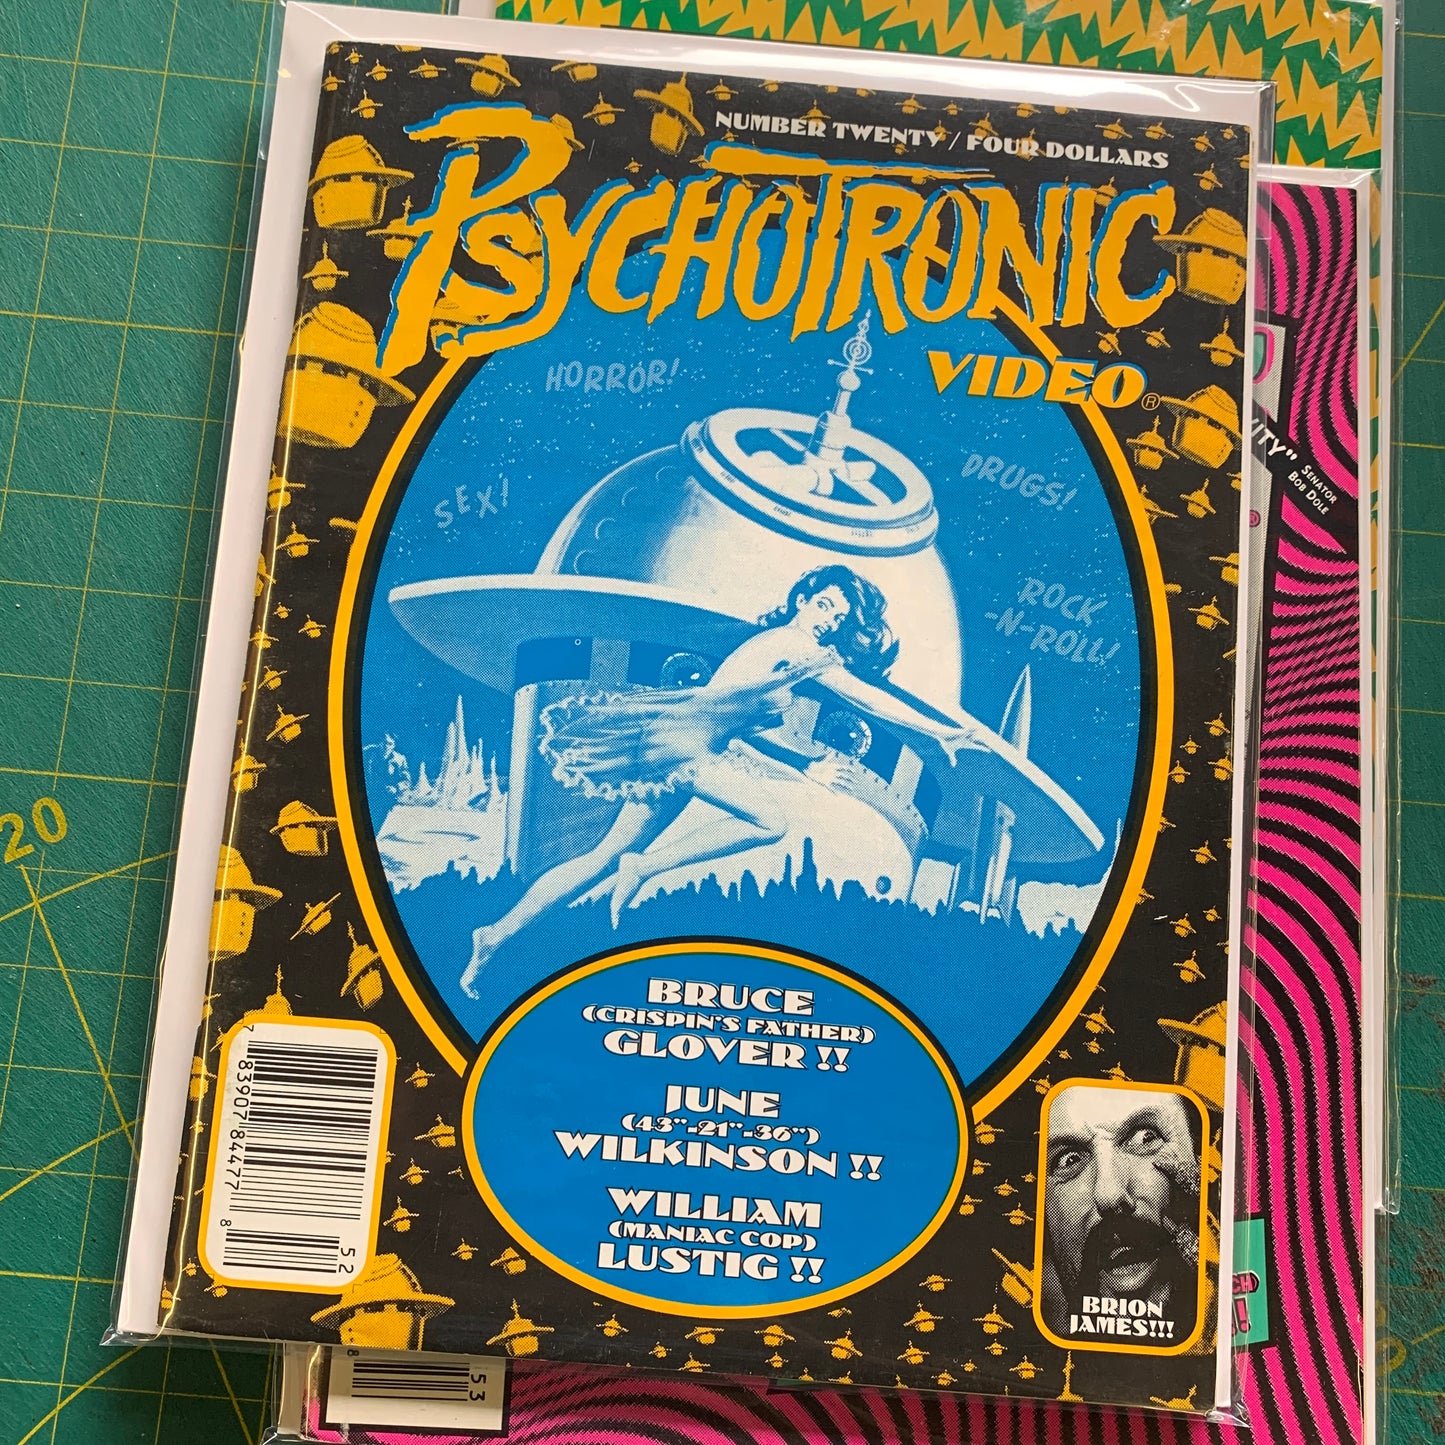 NUMBER TWENTY / FOUR DOLLARS
PSYCHOTRONIC
VIDEO ®
HORROR!
SEX!
DRUGS!
ROCK
-N-ROLL!
BRUCE
(CRISPIN'S FATHER)
GLOVER !!
JUNE
(43"-21"-36")
WILKINSON !!
WILLIAM
(MANIAC COP)
LUSTIG !!
BRION
JAMES!!!
7 83907 84477 8
52
SENATOR
BOB DOLE
53
8
20